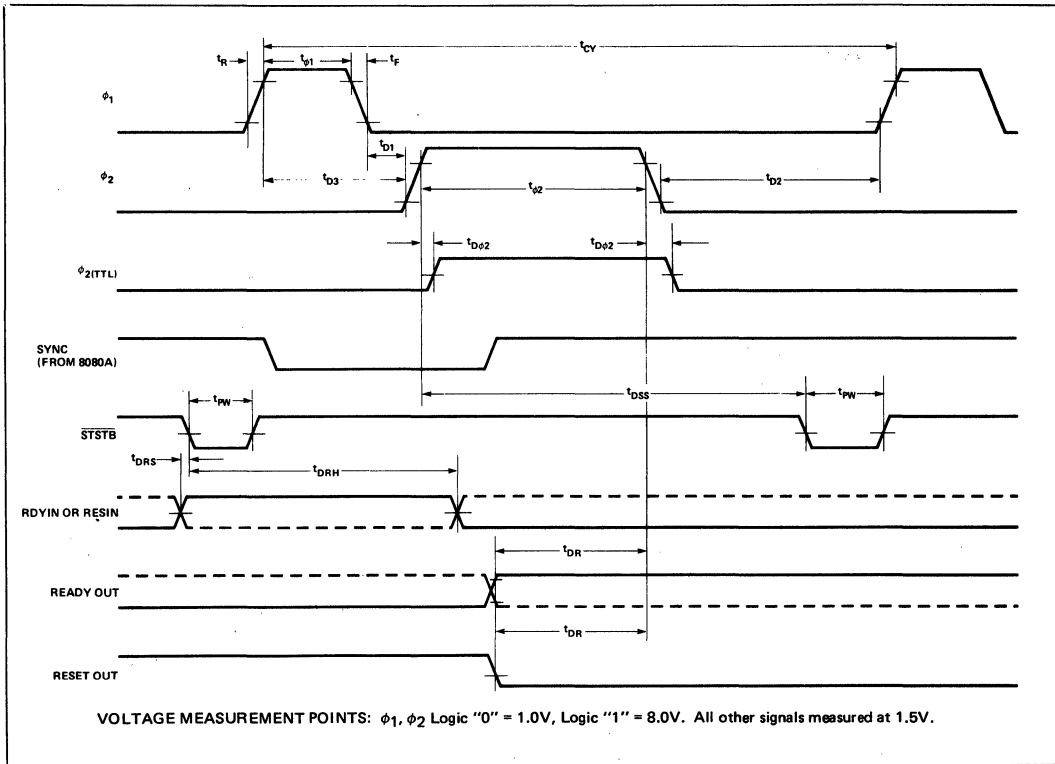 tCY
tR tφ1 tF
φ1
tD1
φ2
tD3 tφ2 tD2
tDφ2 tDφ2
φ2(TTL)
SYNC
(FROM 8080A)
tDSS
tPW tPW
STSTB
tDRS
tDRH
RDYIN OR RESIN
tDR
READY OUT
tDR
RESET OUT
VOLTAGE MEASUREMENT POINTS: φ1, φ2 Logic "0" = 1.0V, Logic "1" = 8.0V. All other signals measured at 1.5V.